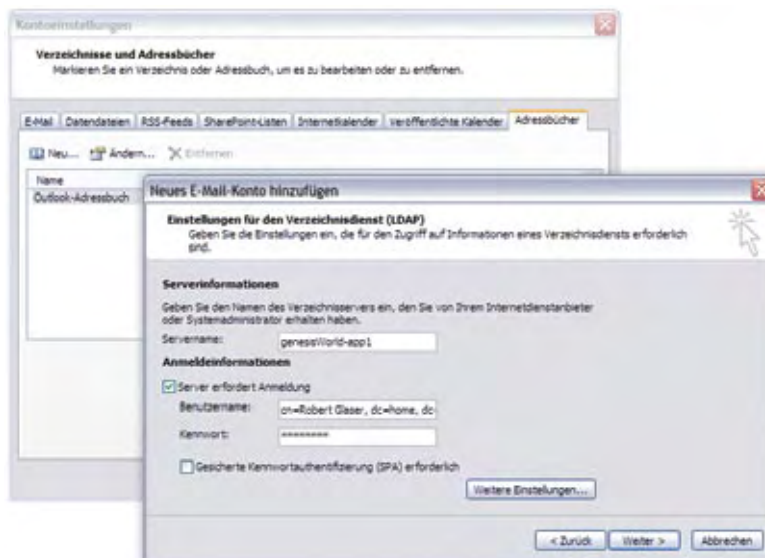 Kontoeinstellungen
Verzeichnisse und Adressbücher
Markieren Sie ein Verzeichnis oder Adressbuch, um es zu bearbeiten oder zu entfernen.
E-Mail Datendateien RSS-Feeds SharePoint-Listen Internetkalender Veröffentlichte Kalender Adressbücher
Neu... Ändern... Entfernen
Name
Outlook-Adressbuch
Neues E-Mail-Konto hinzufügen
Einstellungen für den Verzeichnisdienst (LDAP)
Geben Sie die Einstellungen ein, die für den Zugriff auf Informationen eines Verzeichnisdiensts erforderlich
sind.
Serverinformationen
Geben Sie den Namen des Verzeichnisservers ein, den Sie von Ihrem Internetdienstanbieter
oder Systemadministrator erhalten haben.
Servername: genesisWorld-app1
Anmeldeinformationen
Server erfordert Anmeldung
Benutzername: cn=Robert Glaser, dc=home, dc
Kennwort: ********
Gesicherte Kennwortauthentifizierung (SPA) erforderlich
Weitere Einstellungen...
< Zurück Weiter > Abbrechen